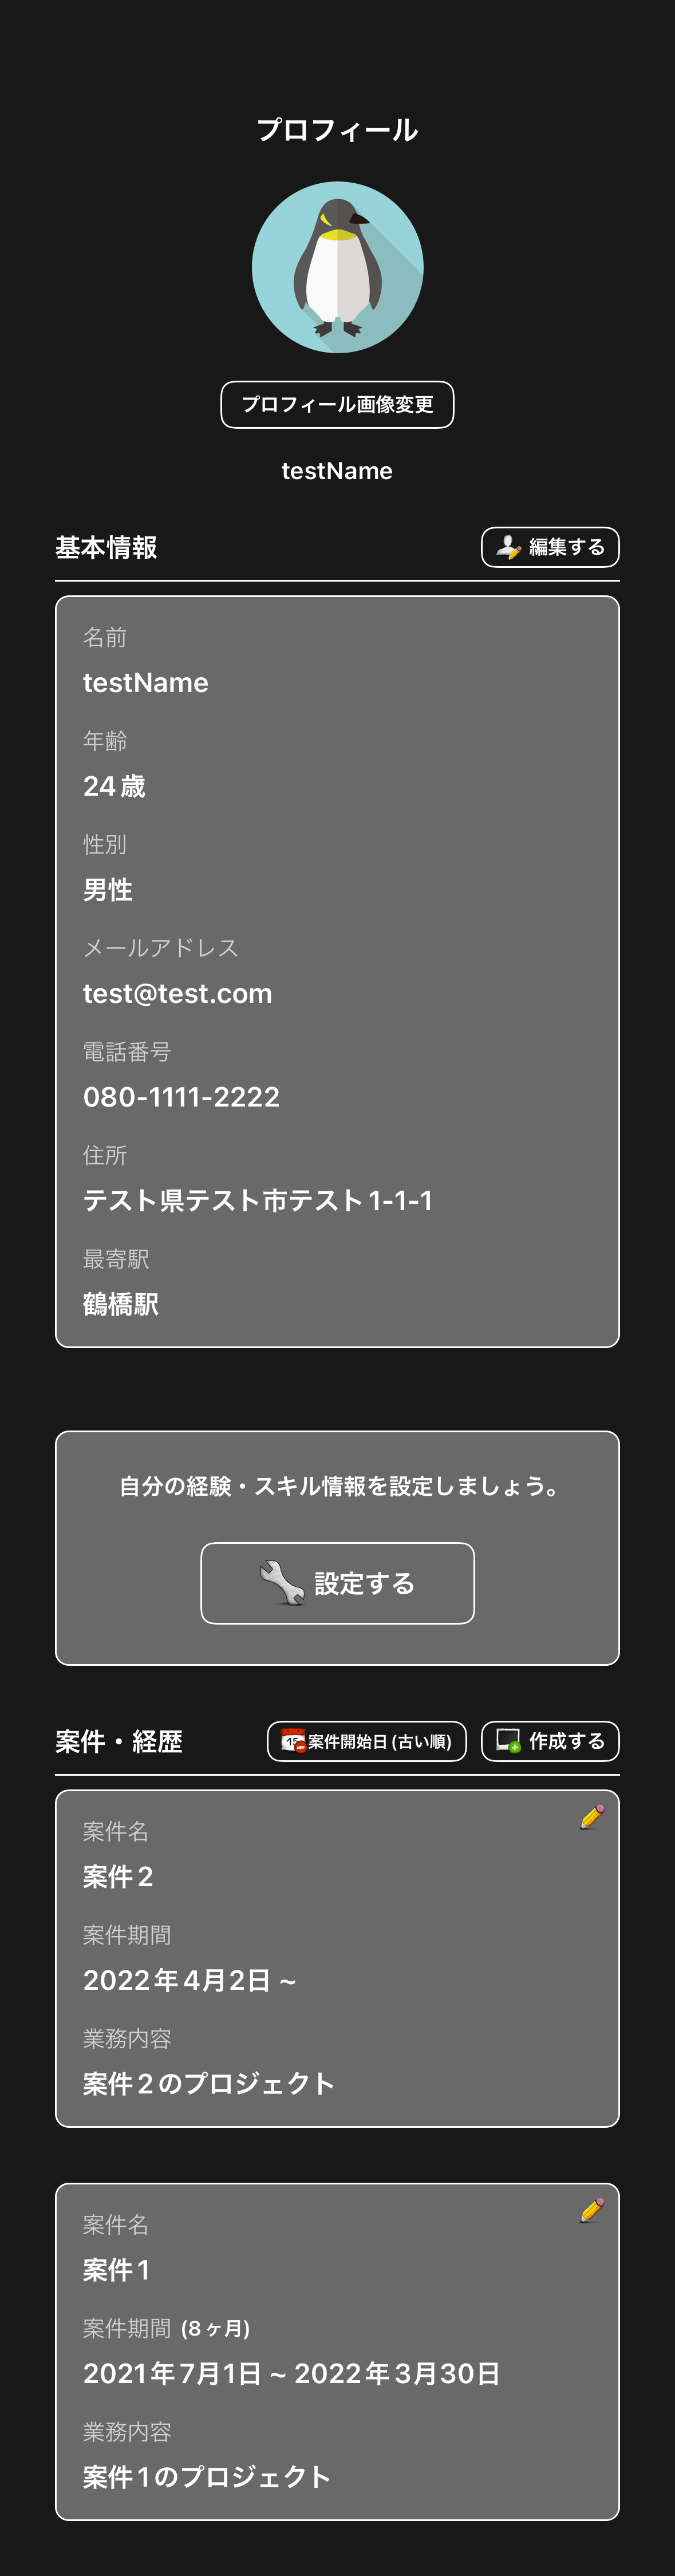 プロフィール
プロフィール画像変更
testName
基本情報
編集する
名前
testName
年齢
24歳
性別
男性
メールアドレス
test@test.com
電話番号
080-1111-2222
住所
テスト県テスト市テスト1-1-1
最寄駅
鶴橋駅
自分の経験・スキル情報を設定しましょう。
設定する
案件・経歴
案件開始日(古い順)
作成する
案件名
案件2
案件期間
2022年4月2日 ~
業務内容
案件2のプロジェクト
案件名
案件1
案件期間 (8ヶ月)
2021年7月1日 ~ 2022年3月30日
業務内容
案件1のプロジェクト